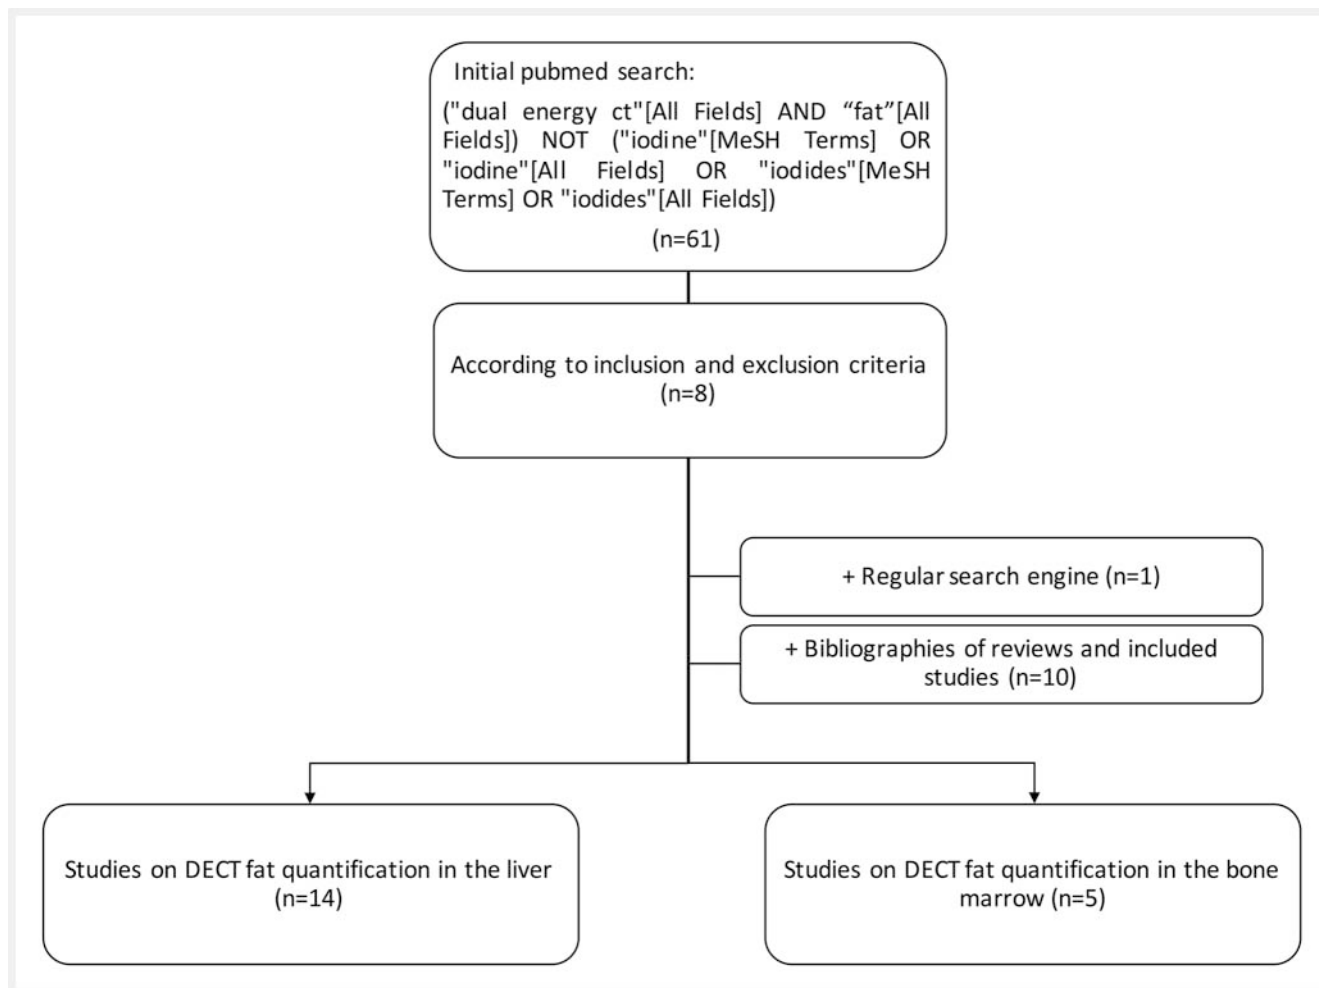 Initial pubmed search:
("dual energy ct"[All Fields] AND “fat”[All
Fields]) NOT ("iodine"[MeSH Terms] OR
"iodine"[All Fields] OR "iodides"[MeSH
Terms] OR "iodides"[All Fields])
(n=61)
According to inclusion and exclusion criteria
(n=8)
+ Regular search engine (n=1)
+ Bibliographies of reviews and included
studies (n=10)
Studies on DECT fat quantification in the liver
(n=14)
Studies on DECT fat quantification in the bone
marrow (n=5)